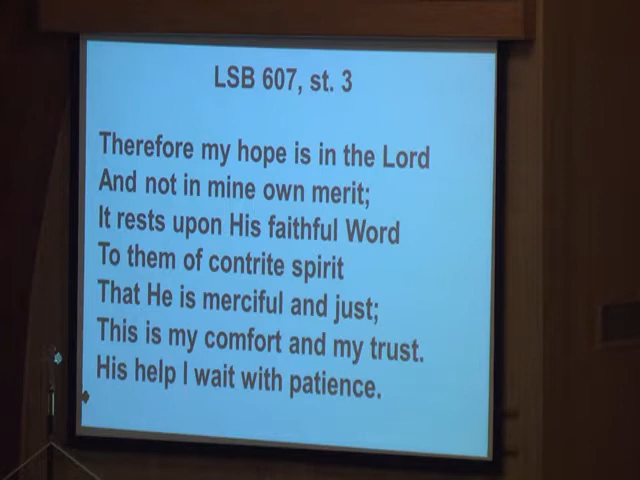 LSB 607, st. 3
Therefore my hope is in the Lord
And not in mine own merit;
It rests upon His faithful Word
To them of contrite spirit
That He is merciful and just;
This is my comfort and my trust.
His help I wait with patience.